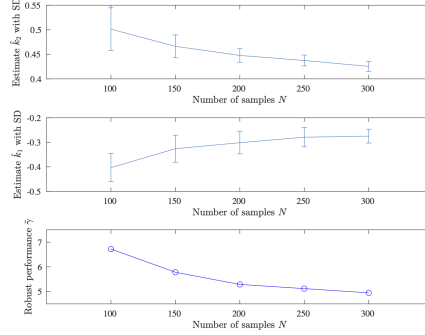 0.55
0.5
0.45
0.4
100 150 200 250 300
Number of samples N
Estimate k̂₂ with SD
-0.2
-0.3
-0.4
-0.5
100 150 200 250 300
Number of samples N
Estimate k̂₁ with SD
7
6
5
100 150 200 250 300
Number of samples N
Robust performance γ̄